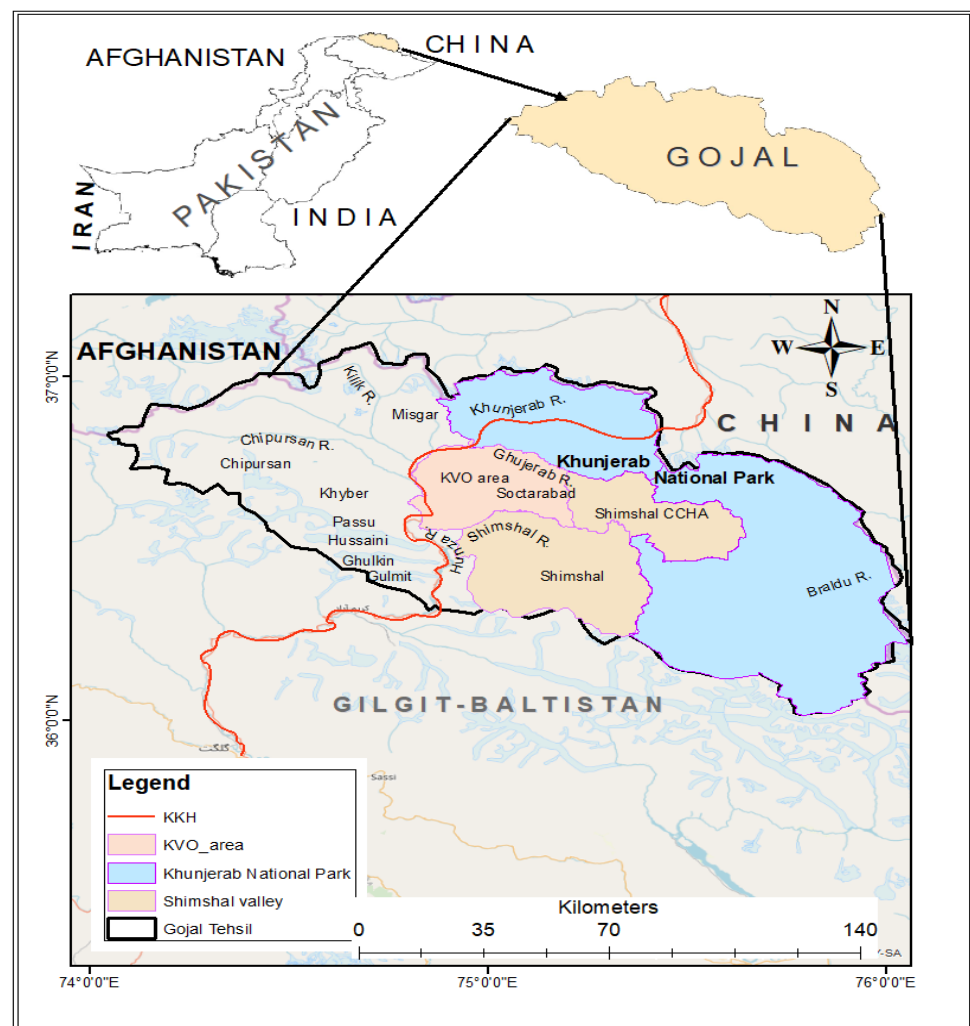 AFGHANISTAN
CHINA
PAKISTAN
IRAN
INDIA
GOJAL
AFGHANISTAN
N
W E
S
CHINA
37°0'0"N
36°0'0"N
Kilik R.
Misgar
Khunjerab R.
Chipursan R.
Chipursan
Ghujerab R.
Khunjerab
National Park
KVO area
Soctarabad
Khyber
Shimshal CCHA
Passu
Hussaini
Hunza R.
Shimshal R.
Ghulkin
Gulmit
Shimshal
Braldu R.
GILGIT-BALTISTAN
گلگت
Sassi
Legend
KKH
KVO_area
Khunjerab National Park
Shimshal valley
Gojal Tehsil
Kilometers
0 35 70 140
Y-SA
74°0'0"E 75°0'0"E 76°0'0"E